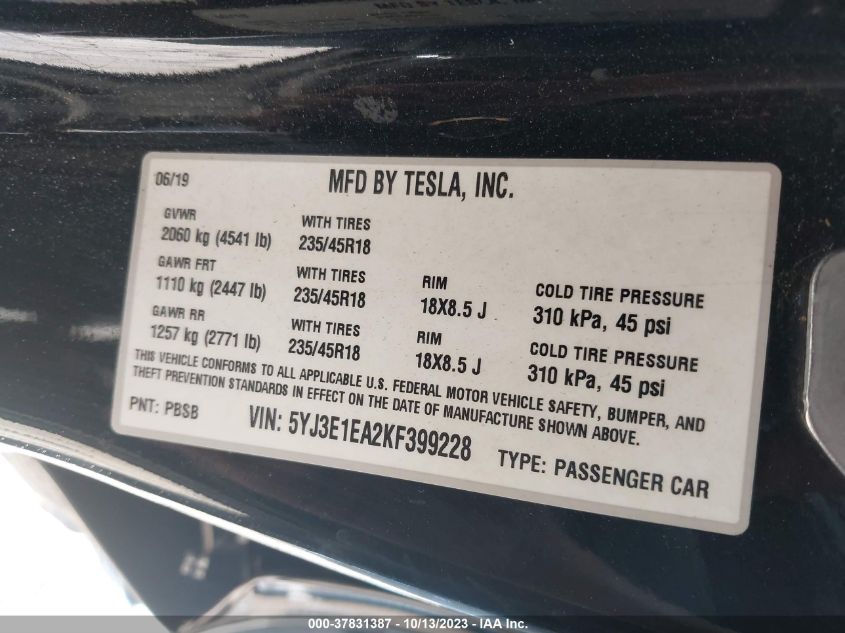 MFD BY TESLA, INC.
06/19 MFD BY TESLA, INC.
GVWR
2060 kg (4541 lb)
WITH TIRES
235/45R18
GAWR FRT
1110 kg (2447 lb)
WITH TIRES
235/45R18
RIM
18X8.5 J
COLD TIRE PRESSURE
310 kPa, 45 psi
GAWR RR
1257 kg (2771 lb)
WITH TIRES
235/45R18
RIM
18X8.5 J
COLD TIRE PRESSURE
310 kPa, 45 psi
THIS VEHICLE CONFORMS TO ALL APPLICABLE U.S. FEDERAL MOTOR VEHICLE SAFETY, BUMPER, AND
THEFT PREVENTION STANDARDS IN EFFECT ON THE DATE OF MANUFACTURE SHOWN ABOVE.
PNT: PBSB VIN: 5YJ3E1EA2KF399228 TYPE: PASSENGER CAR
000-37831387 - 10/13/2023 - IAA Inc.